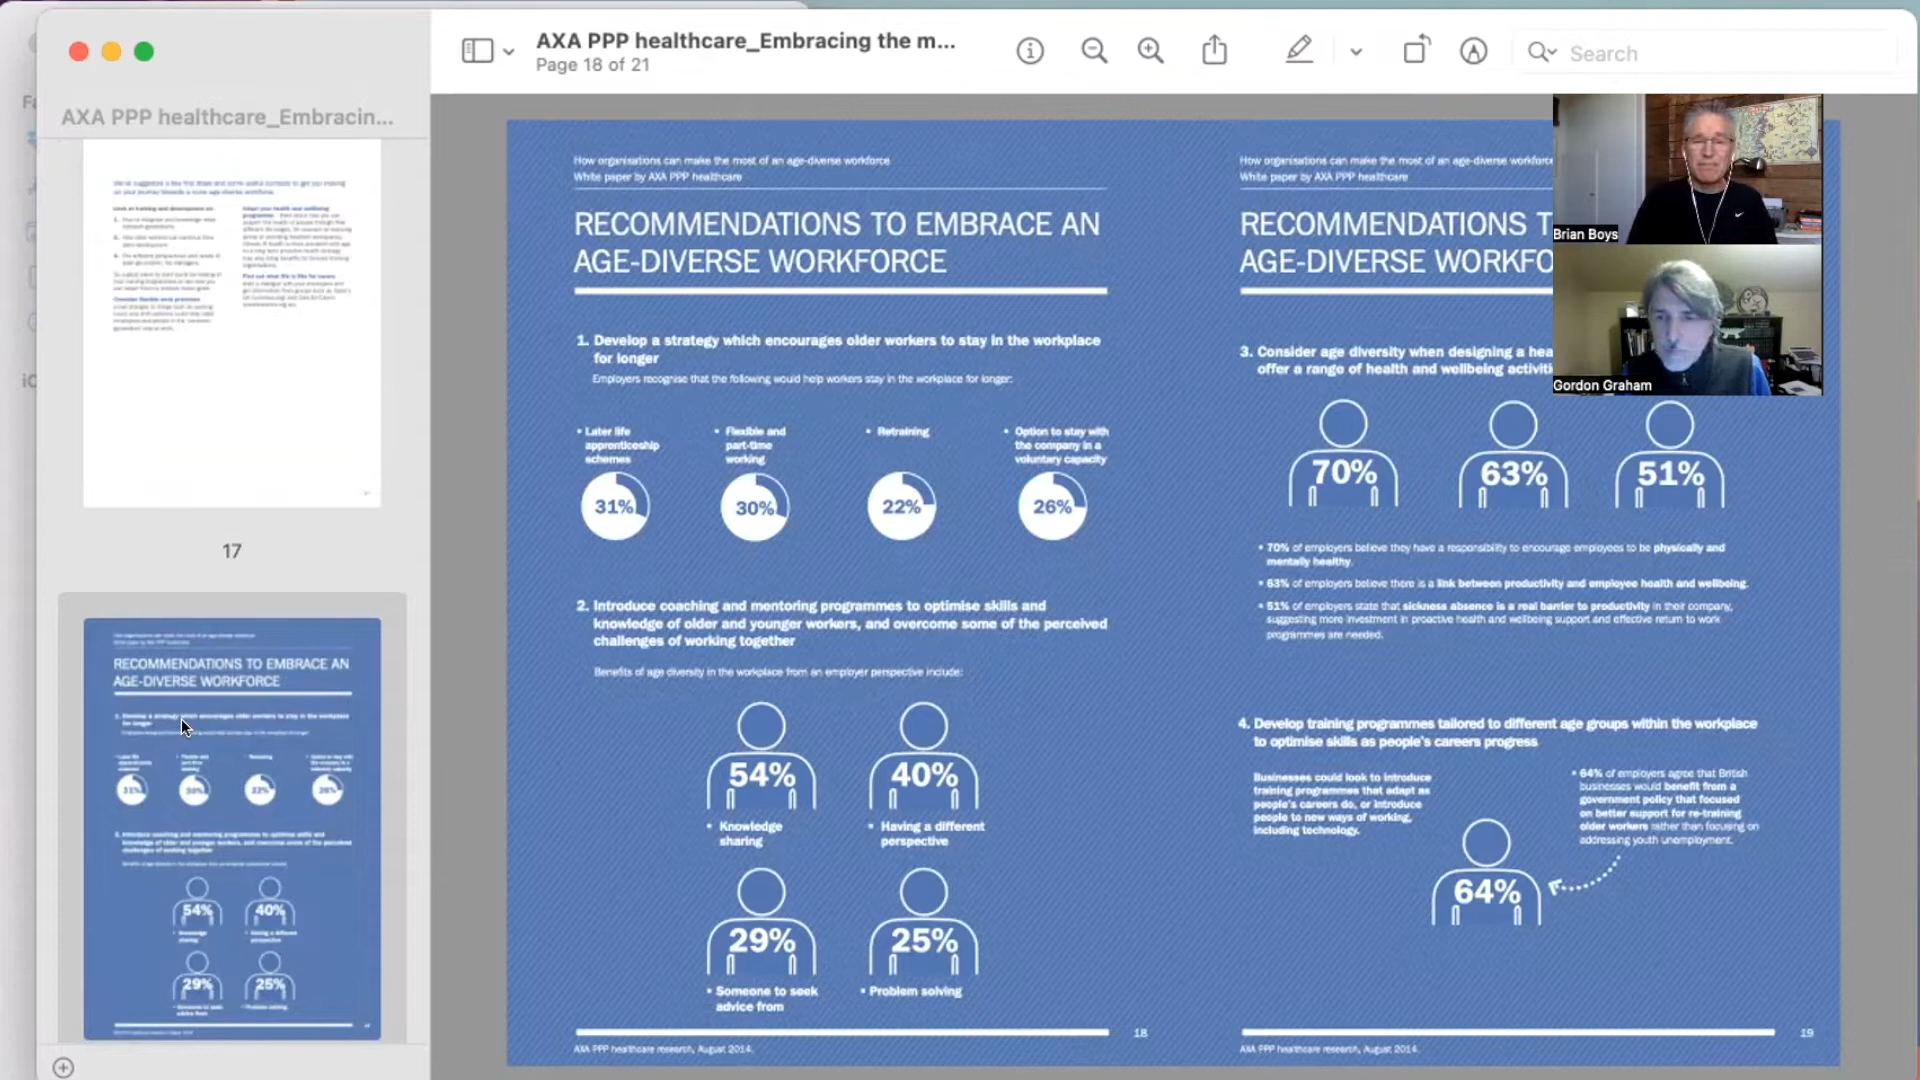 AXA PPP healthcare_Embracing the m...
Page 18 of 21
Search
AXA PPP healthcare_Embracin...
17
RECOMMENDATIONS TO EMBRACE AN
AGE-DIVERSE WORKFORCE
31%
22%
54%
40%
29%
25%
How organisations can make the most of an age-diverse workforce
White paper by AXA PPP healthcare
RECOMMENDATIONS TO EMBRACE AN
AGE-DIVERSE WORKFORCE
1. Develop a strategy which encourages older workers to stay in the workplace
for longer
Employers recognise that the following would help workers stay in the workplace for longer:
• Later life
apprenticeship
schemes
31%
• Flexible and
part-time
working
30%
• Retraining
22%
• Option to stay with
the company in a
voluntary capacity
26%
2. Introduce coaching and mentoring programmes to optimise skills and
knowledge of older and younger workers, and overcome some of the perceived
challenges of working together
Benefits of age diversity in the workplace from an employer perspective include:
54%
• Knowledge
sharing
40%
• Having a different
perspective
29%
• Someone to seek
advice from
25%
• Problem solving
18
AXA PPP healthcare research, August 2014.
How organisations can make the most of an age-diverse workforce
White paper by AXA PPP healthcare
RECOMMENDATIONS T
AGE-DIVERSE WORKFO
3. Consider age diversity when designing a hea
offer a range of health and wellbeing activiti
70%
63%
51%
• 70% of employers believe they have a responsibility to encourage employees to be physically and
mentally healthy.
• 63% of employers believe there is a link between productivity and employee health and wellbeing.
• 51% of employers state that sickness absence is a real barrier to productivity in their company,
suggesting more investment in proactive health and wellbeing support and effective return to work
programmes are needed.
4. Develop training programmes tailored to different age groups within the workplace
to optimise skills as people's careers progress
Businesses could look to introduce
training programmes that adapt as
people's careers do, or introduce
people to new ways of working,
including technology.
• 64% of employers agree that British
businesses would benefit from a
government policy that focused
on better support for re-training
older workers rather than focusing on
addressing youth unemployment.
64%
19
AXA PPP healthcare research, August 2014.
Brian Boys
Gordon Graham